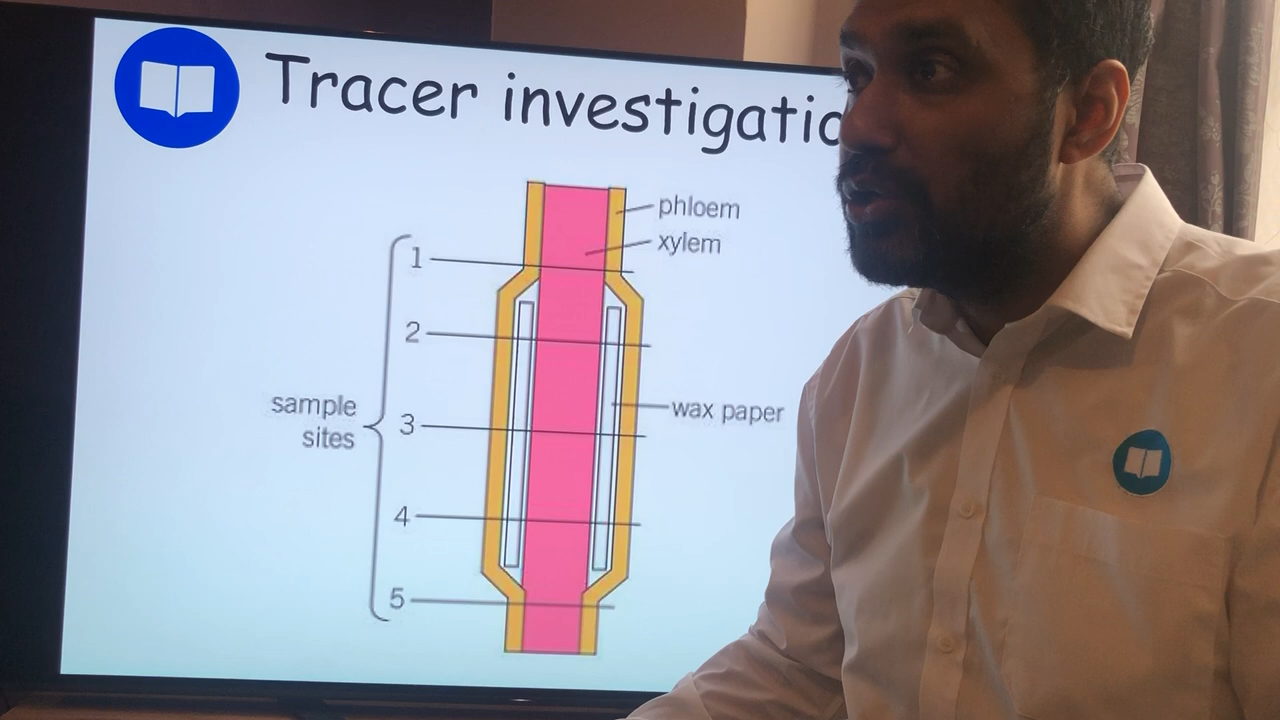 Tracer investigatio
phloem
xylem
1
2
sample
sites
3
wax paper
4
5